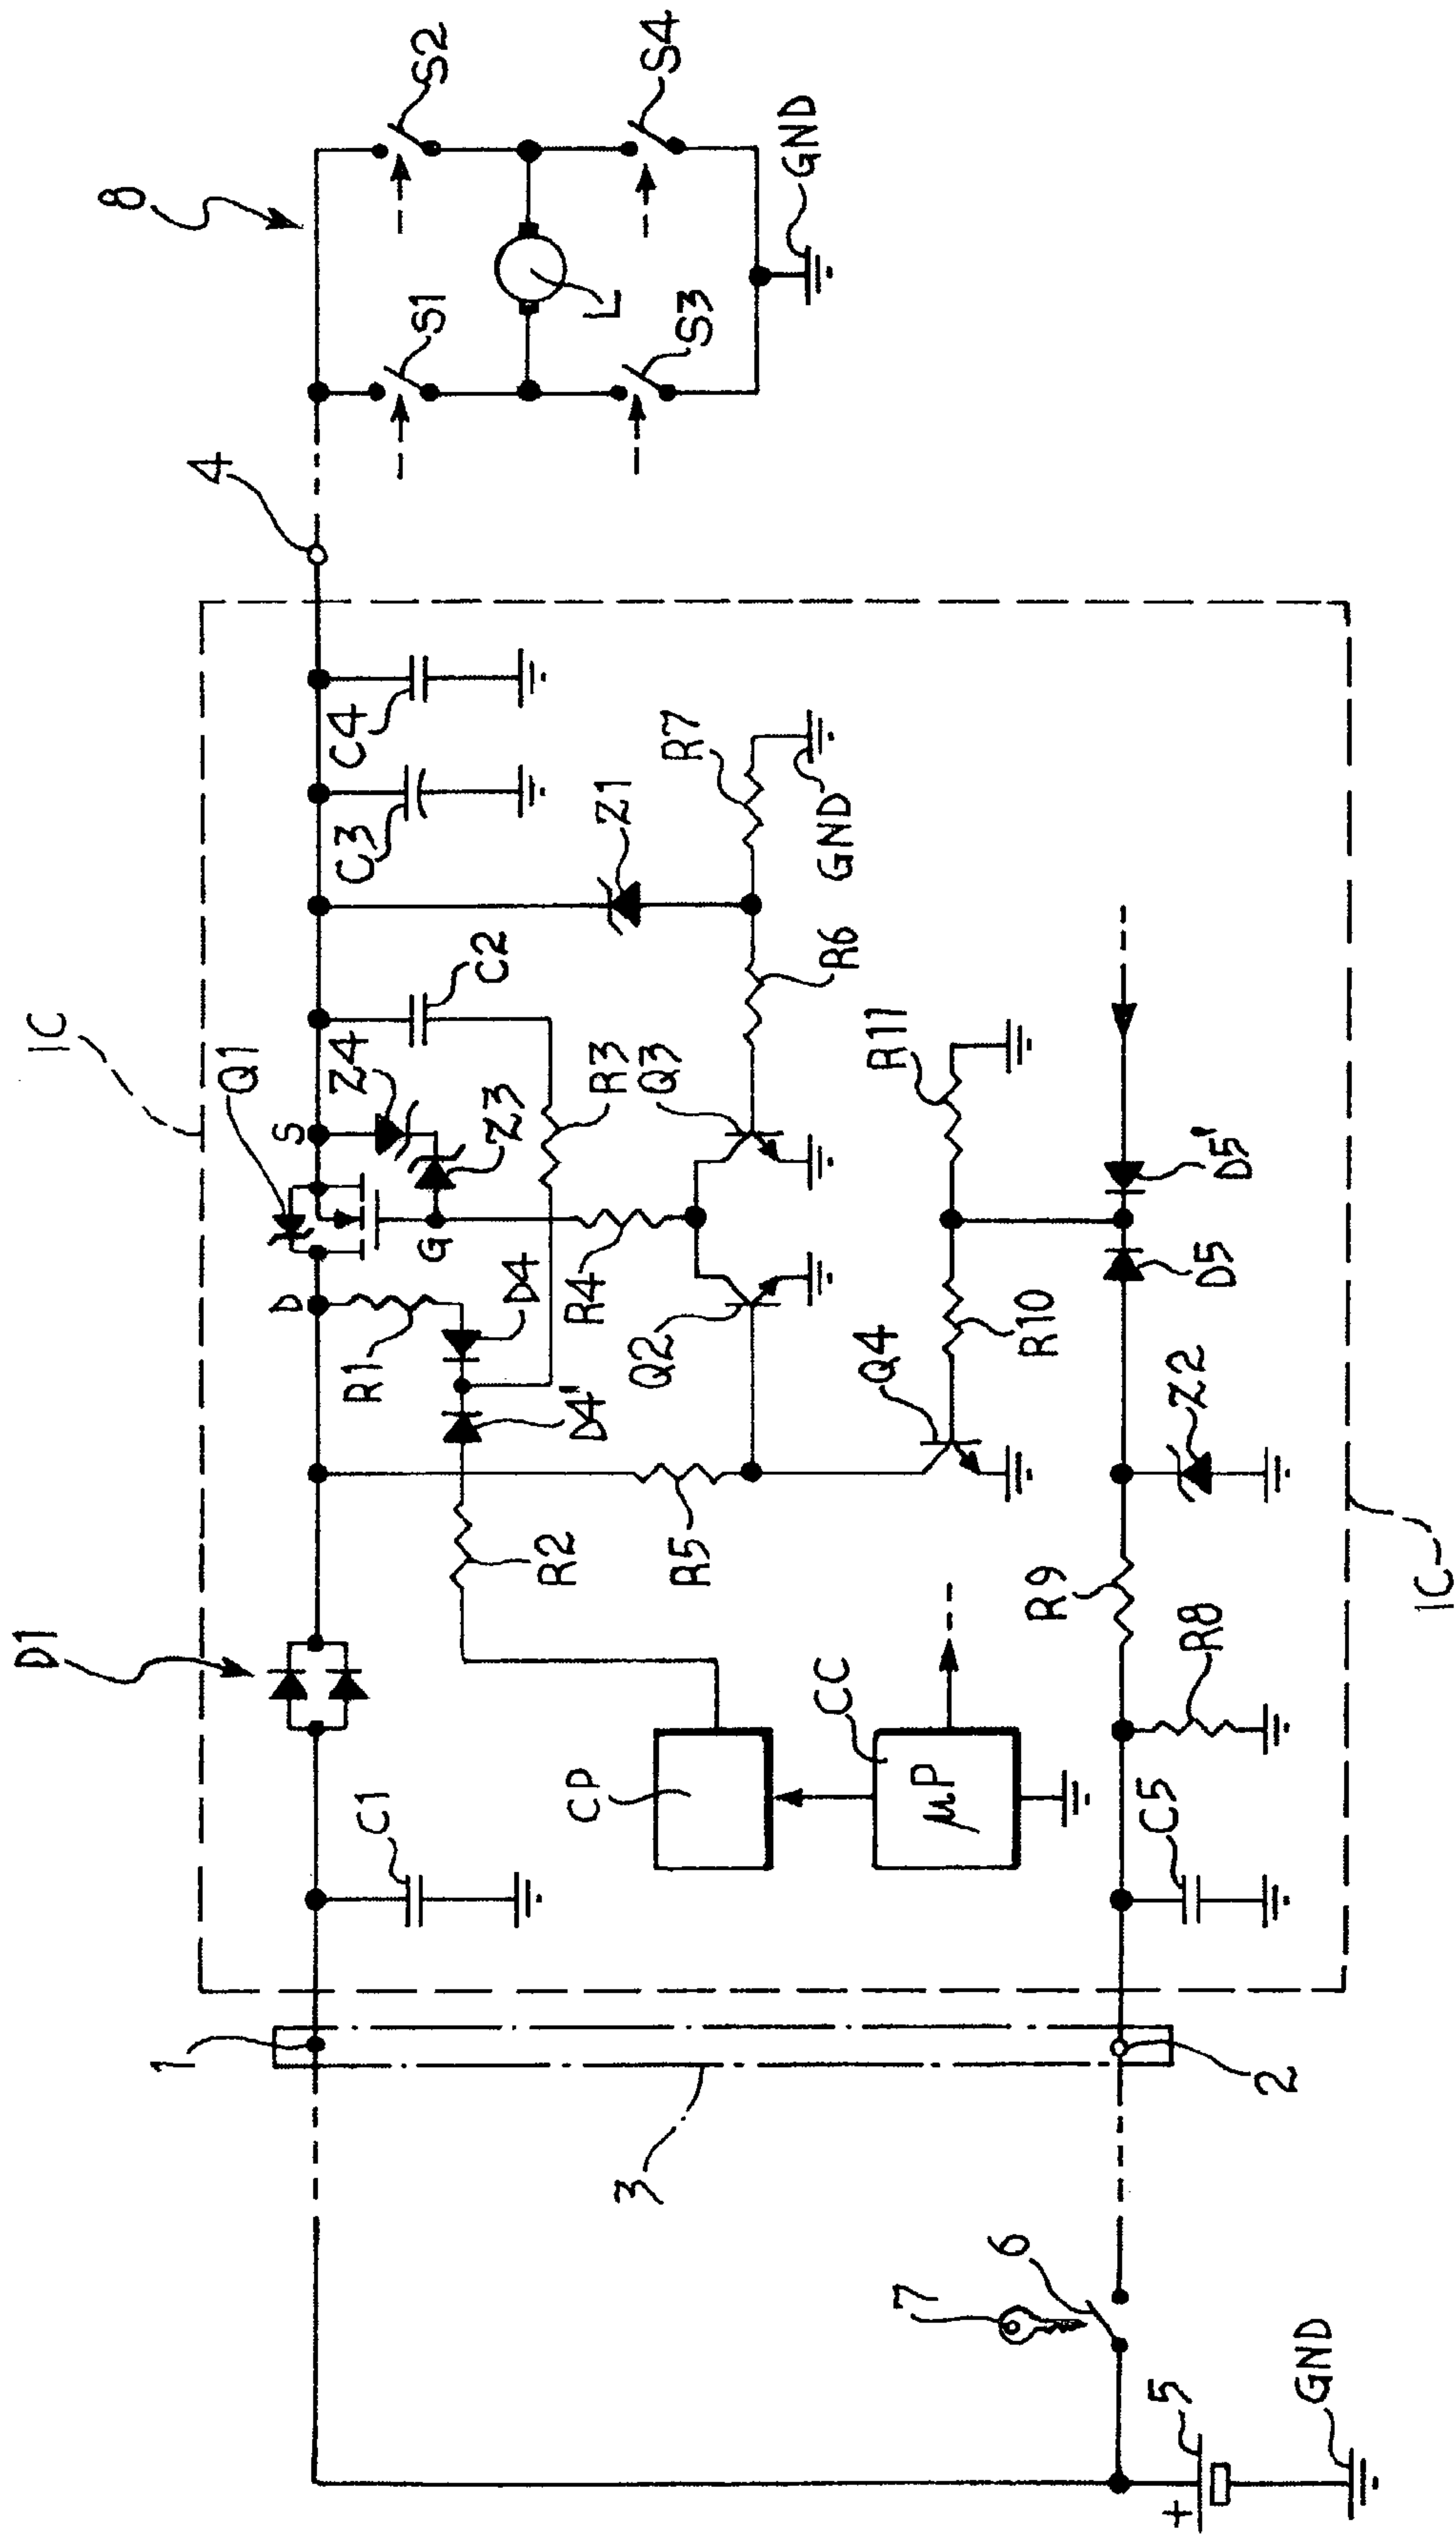 8
S2
S4
S1
L
S3
GND
4
1C
Q1
S
Z4
C2
C3
C4
Z1
R7
GND
R6
Z3
R3
Q3
D
G
R1
D4
R4
Q2
D4'
R11
R10
Q4
D5'
D5
D1
R2
R5
Z2
R9
R8
C1
CP
CC
μP
C5
1C
1
3
2
7
6
5
+
GND